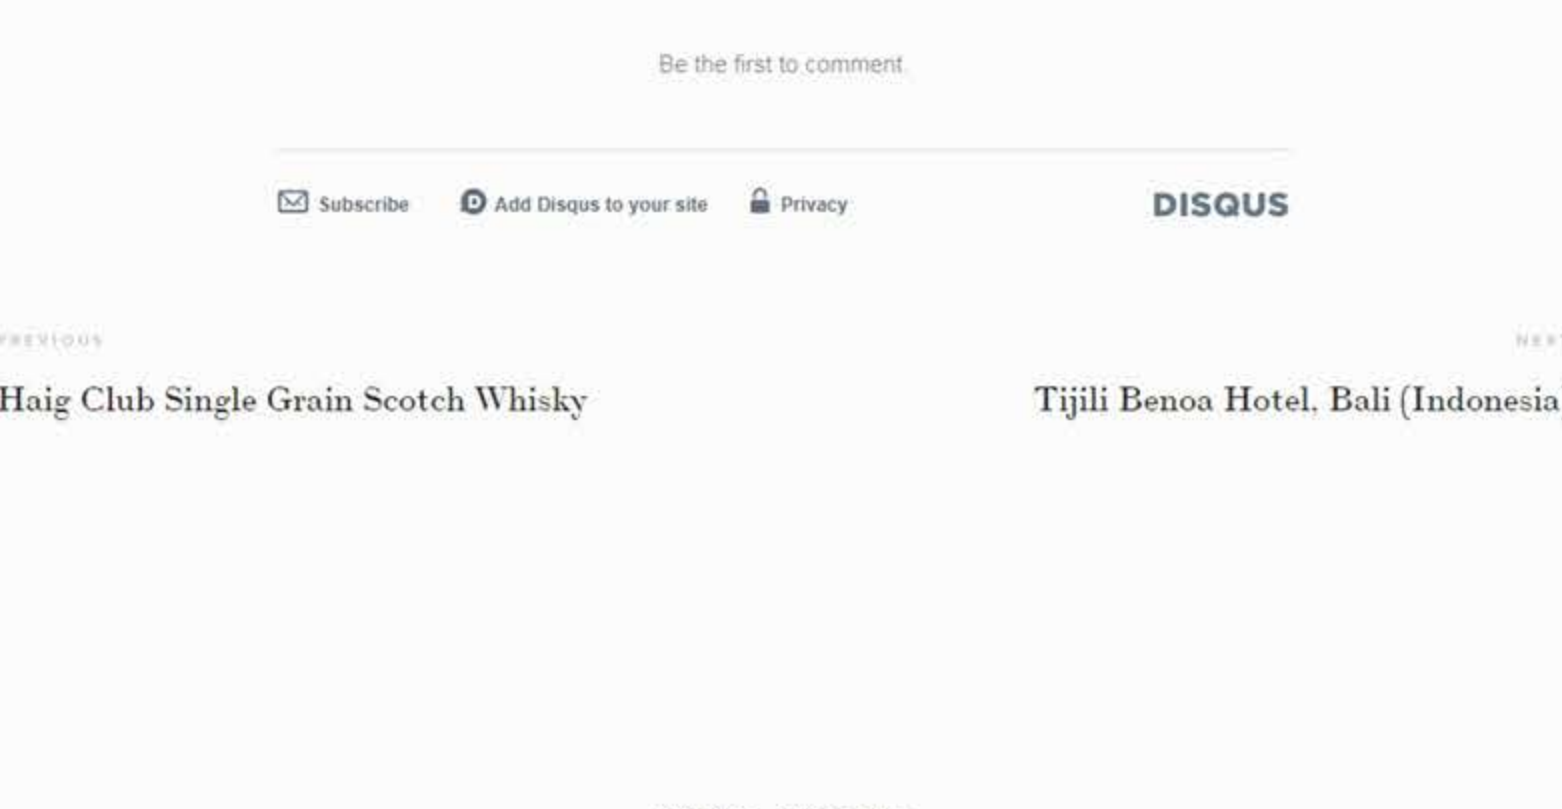 Be the first to comment.
Subscribe Add Disqus to your site Privacy DISQUS
PREVIOUS
Haig Club Single Grain Scotch Whisky Tijili Benoa Hotel, Bali (Indonesia